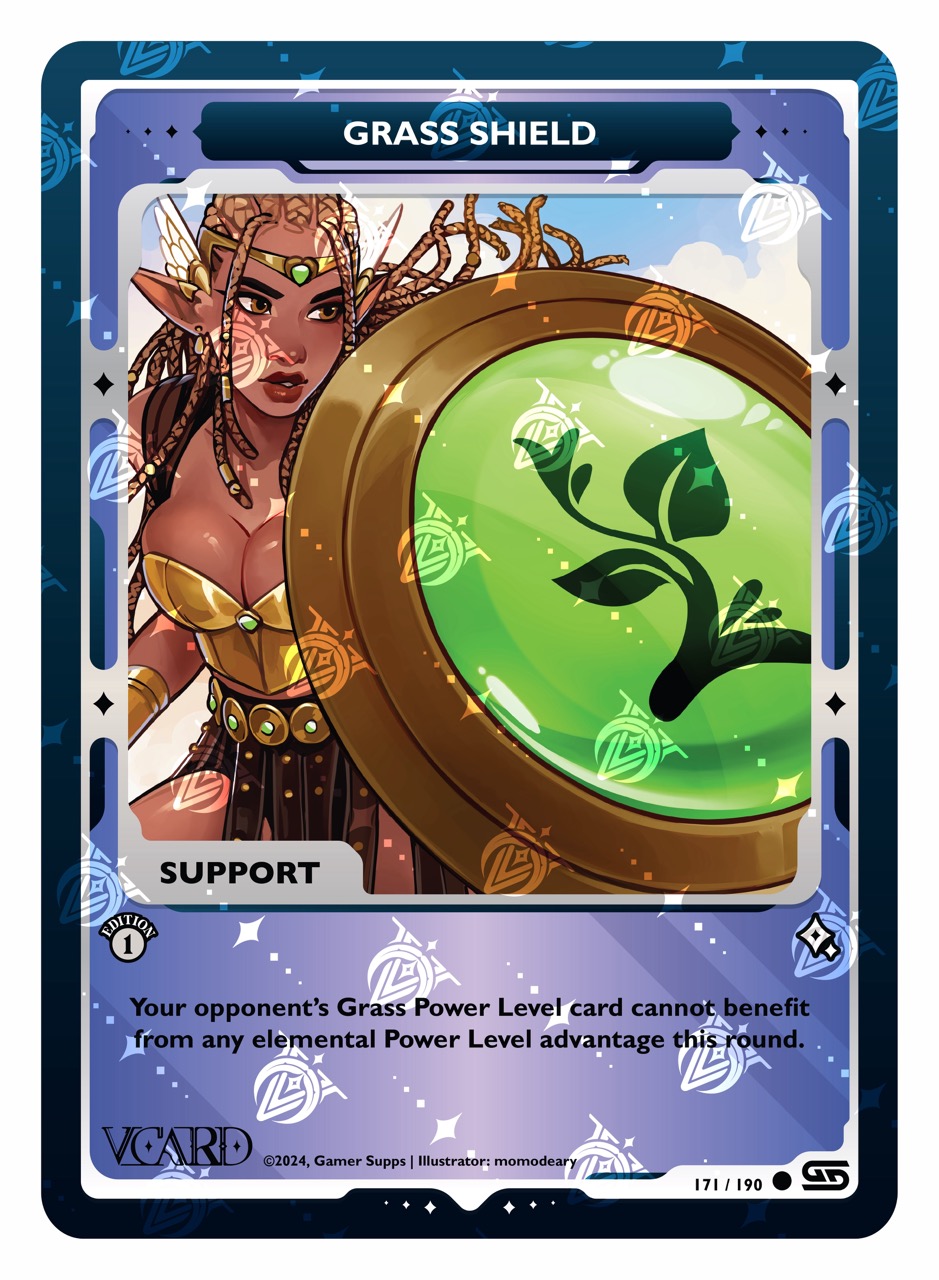 GRASS SHIELD
SUPPORT
EDITION
1
Your opponent's Grass Power Level card cannot benefit
from any elemental Power Level advantage this round.
VCARD
©2024, Gamer Supps | Illustrator: momodeary
171 / 190
GS